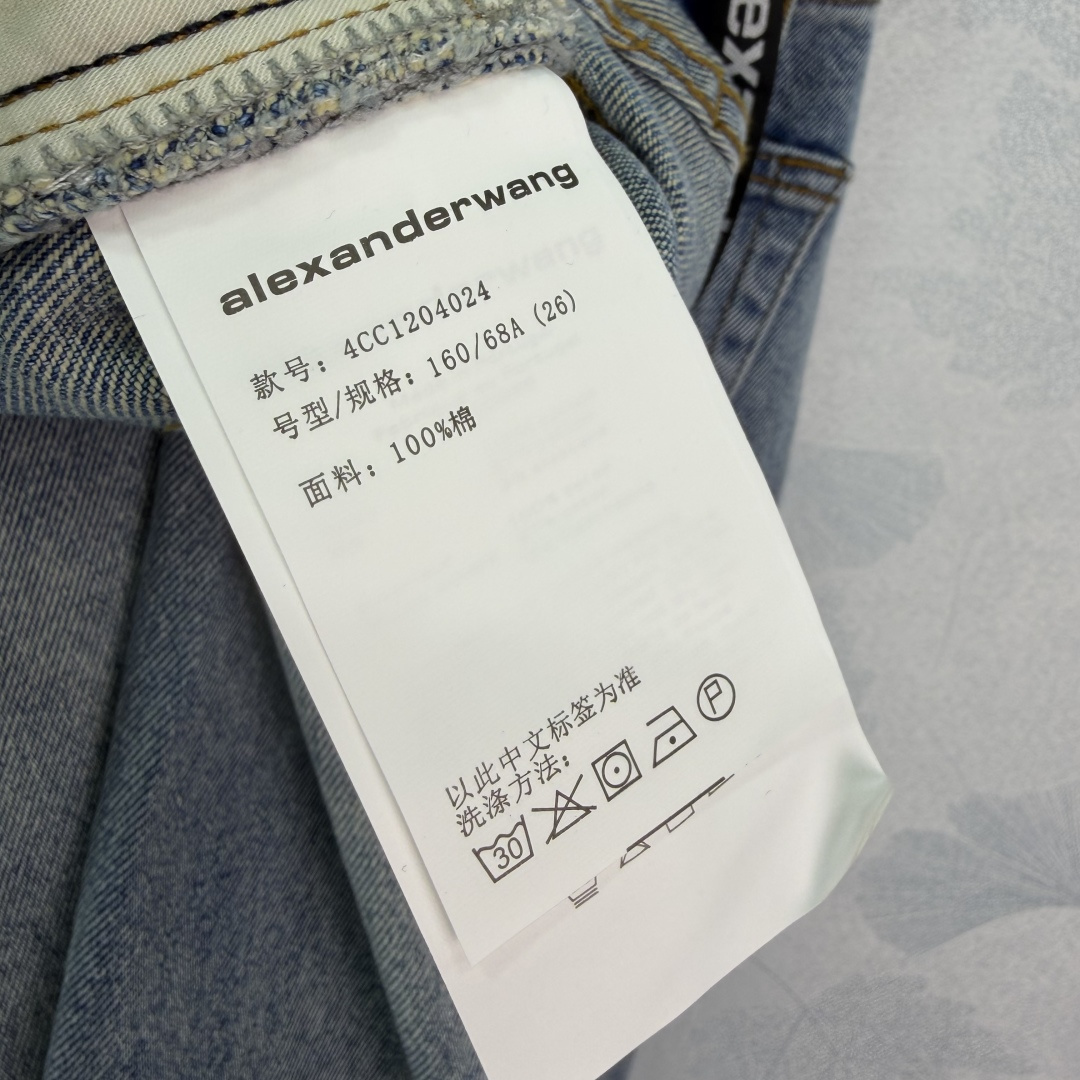 alexanderwang
款号: 4CC1204024
号型/规格: 160/68A (26)
面料: 100%棉
以此中文标签为准
洗涤方法:
30
P